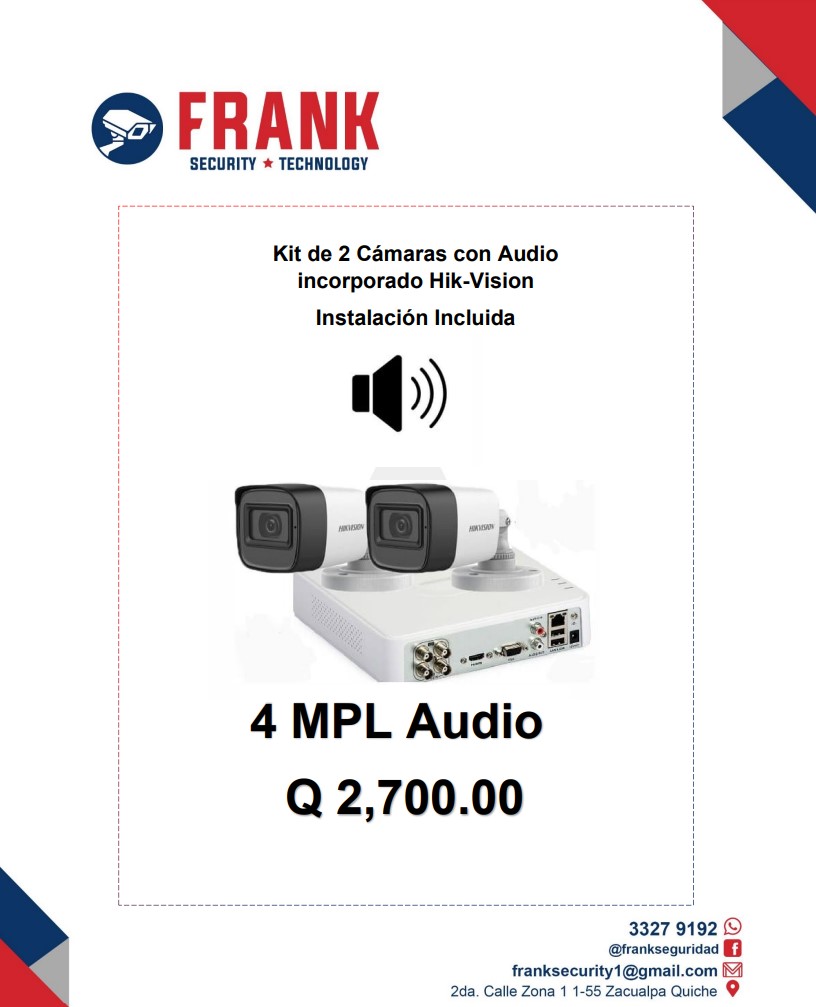 FRANK
SECURITY ★ TECHNOLOGY
Kit de 2 Cámaras con Audio
incorporado Hik-Vision
Instalación Incluida
HIKVISION
HIKVISION
4 MPL Audio
Q 2,700.00
3327 9192
@frankseguridad
franksecurity1@gmail.com
2da. Calle Zona 1 1-55 Zacualpa Quiche